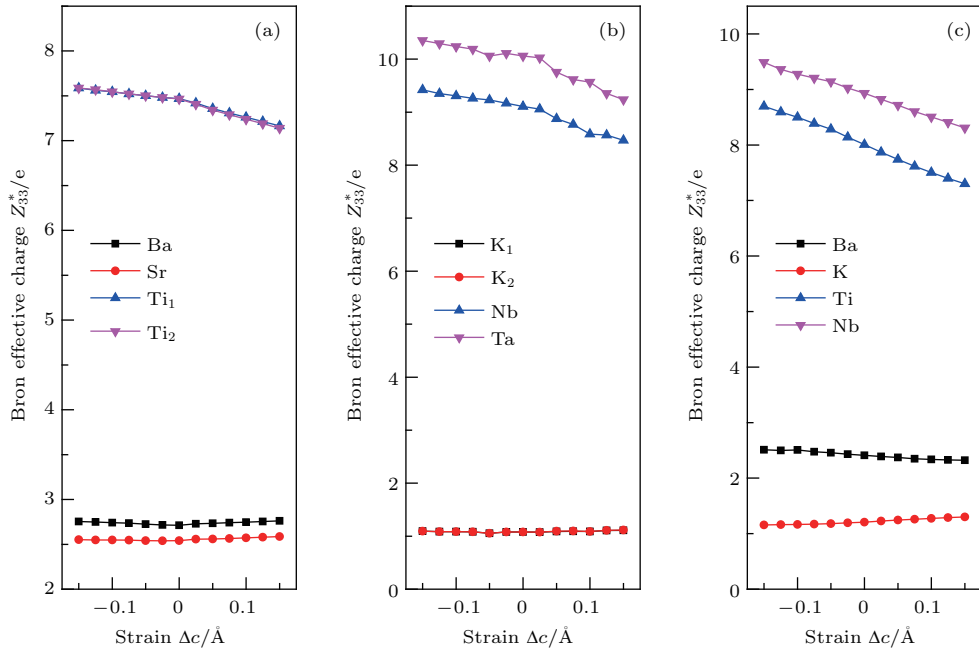 (a)
8
7
6
5
4
3
2
Bron effective charge Z*33/e
Ba
Sr
Ti1
Ti2
−0.1
0
0.1
Strain Δc/Å
(b)
10
8
6
4
2
0
Bron effective charge Z*33/e
K1
K2
Nb
Ta
−0.1
0
0.1
Strain Δc/Å
(c)
10
8
6
4
2
0
Bron effective charge Z*33/e
Ba
K
Ti
Nb
−0.1
0
0.1
Strain Δc/Å